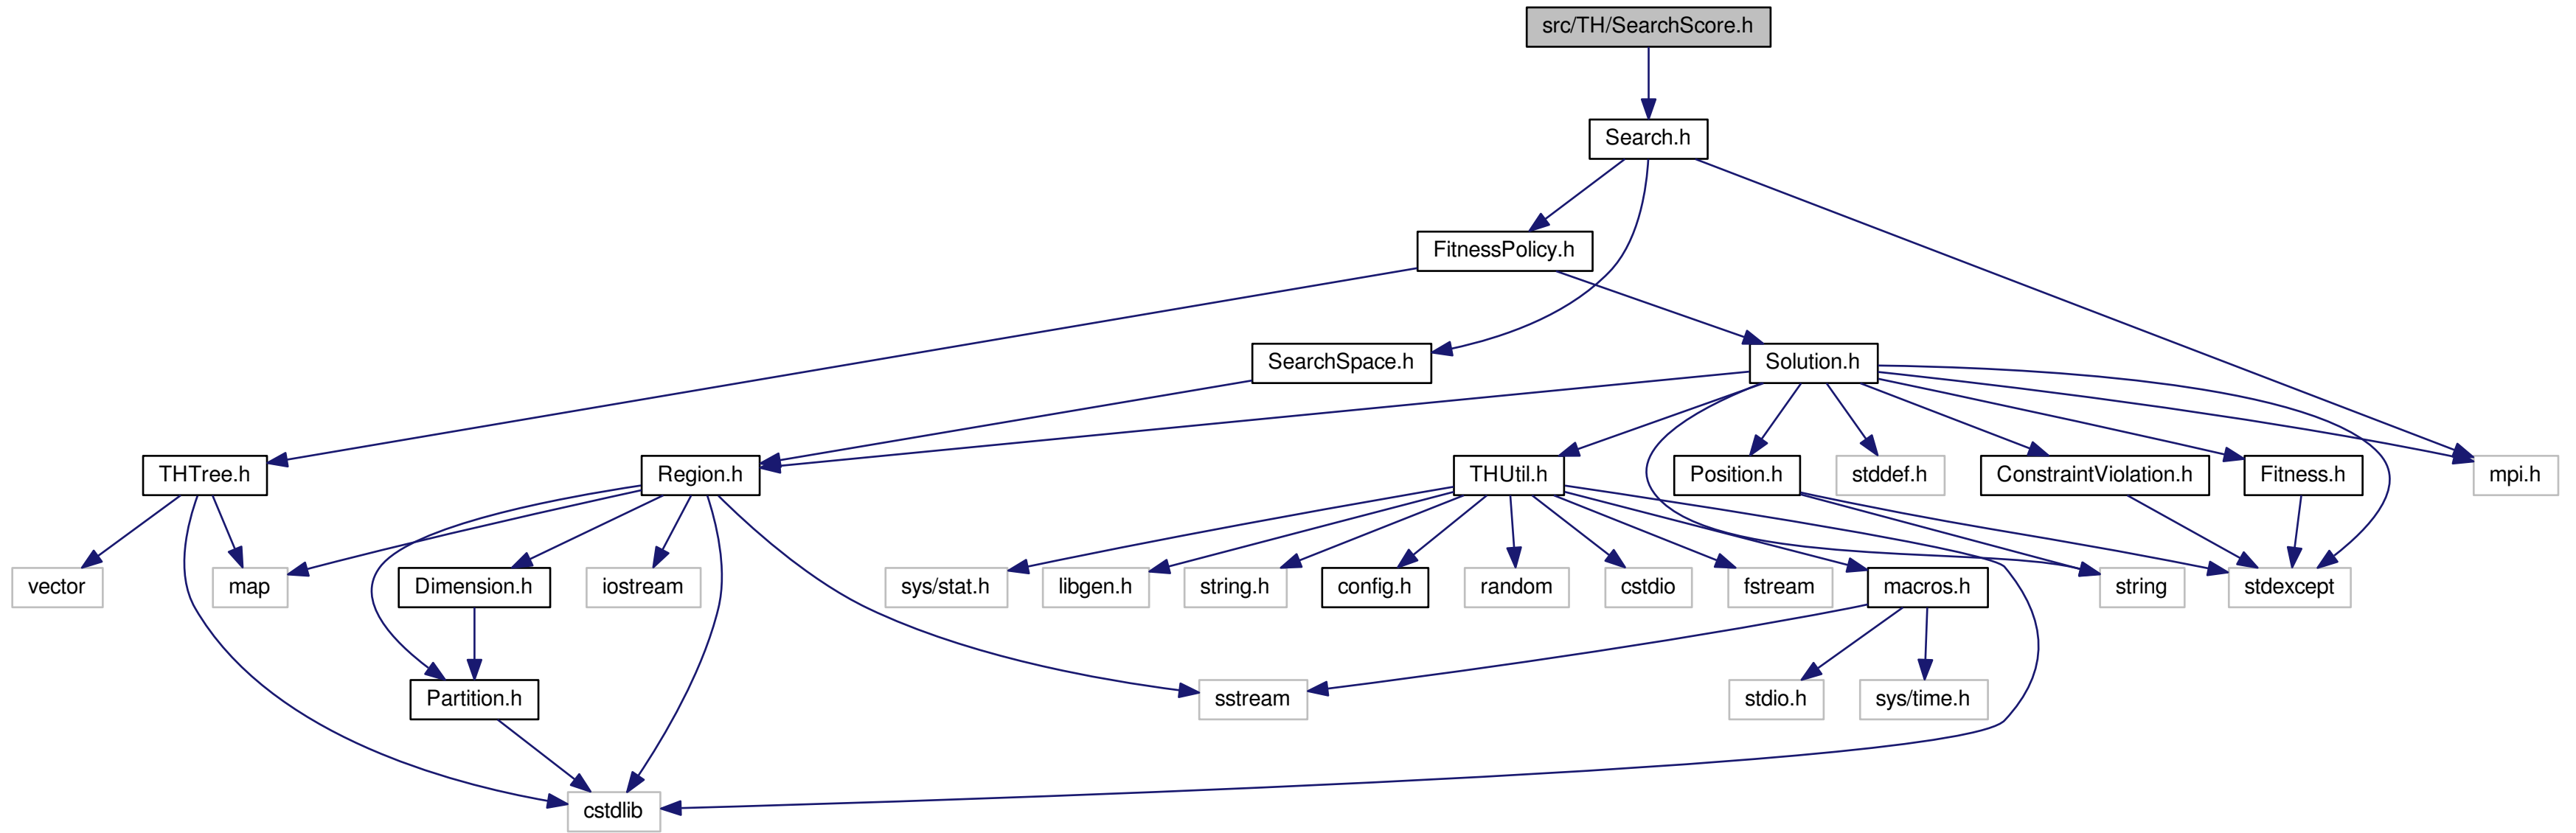 src/TH/SearchScore.h
Search.h
FitnessPolicy.h
SearchSpace.h
Solution.h
THTree.h
Region.h
THUtil.h
Position.h
stddef.h
ConstraintViolation.h
Fitness.h
mpi.h
vector
map
Dimension.h
iostream
sys/stat.h
libgen.h
string.h
config.h
random
cstdio
fstream
macros.h
string
stdexcept
Partition.h
sstream
stdio.h
sys/time.h
cstdlib